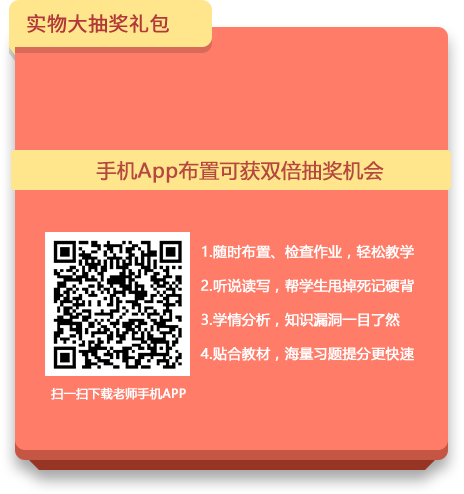 实物大抽奖礼包
手机App布置可获双倍抽奖机会
1.随时布置、检查作业，轻松教学
2.听说读写，帮学生甩掉死记硬背
3.学情分析，知识漏洞一目了然
4.贴合教材，海量习题提分更快速
扫一扫下载老师手机APP